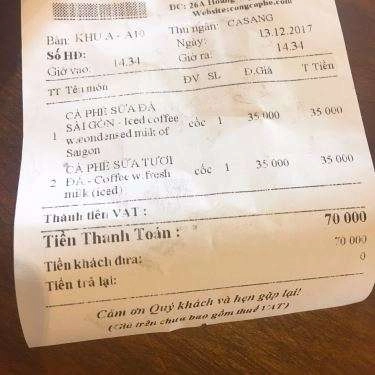 ĐC: 26A Hoàng
Website:congcaphe.com
Bàn: KHU A - A10 Thu ngân: CASANG
Số HĐ: Ngày: 13.12.2017
Giờ vào: 14.34 Giờ ra: 14.34
TT Tên món ĐV SL Đ.Giá T Tiền
CÀ PHÊ SỮA ĐÁ
1 SÀI GÒN - Iced coffee cốc 1 35 000 35 000
w.condensed milk of
Saigon
CÀ PHÊ SỮA TƯƠI
2 ĐÁ - Coffee w.fresh cốc 1 35 000 35 000
milk (iced)
Thành tiền VAT :
Tiền Thanh Toán : 70 000
Tiền khách đưa: 70 000
Tiền trả lại: 0
Cảm ơn Quý khách và hẹn gặp lại!
(Giá trên chưa bao gồm thuế VAT)